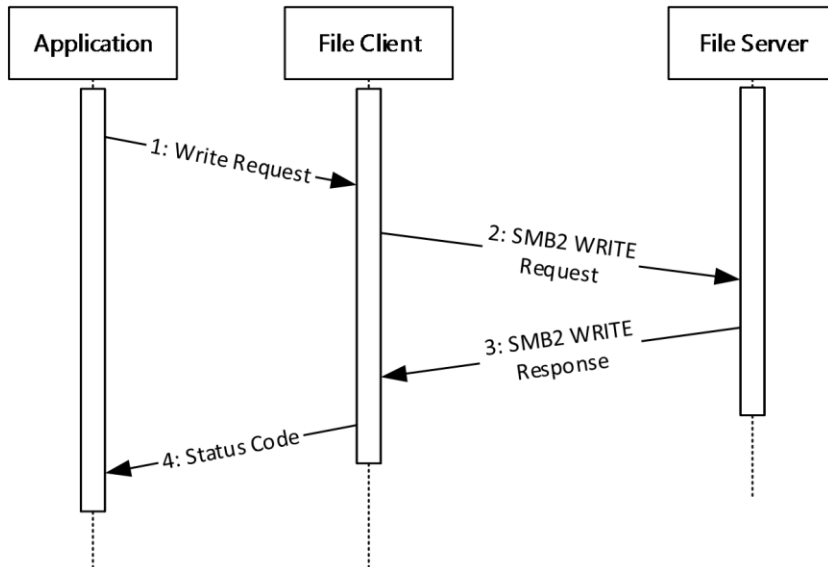 Application
File Client
File Server
1: Write Request
2: SMB2 WRITE
Request
3: SMB2 WRITE
Response
4: Status Code